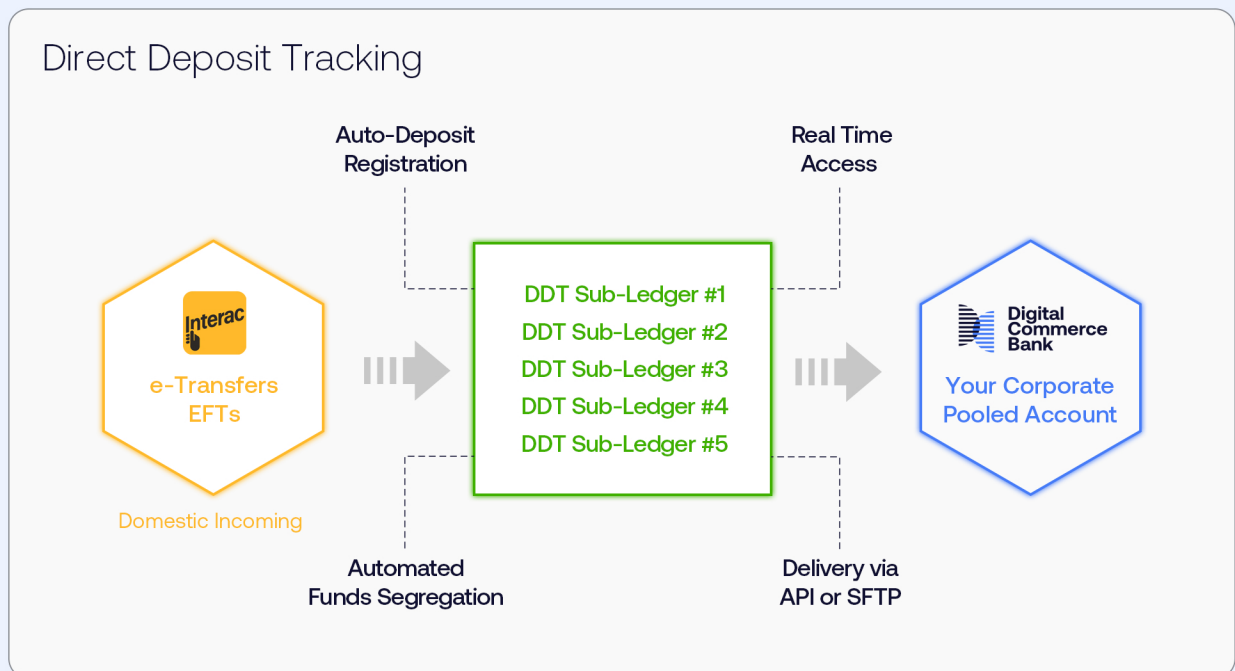 Direct Deposit Tracking
Auto-Deposit
Registration
Real Time
Access
Interac
e-Transfers
EFTs
Domestic Incoming
DDT Sub-Ledger #1
DDT Sub-Ledger #2
DDT Sub-Ledger #3
DDT Sub-Ledger #4
DDT Sub-Ledger #5
Digital
Commerce
Bank
Your Corporate
Pooled Account
Automated
Funds Segregation
Delivery via
API or SFTP